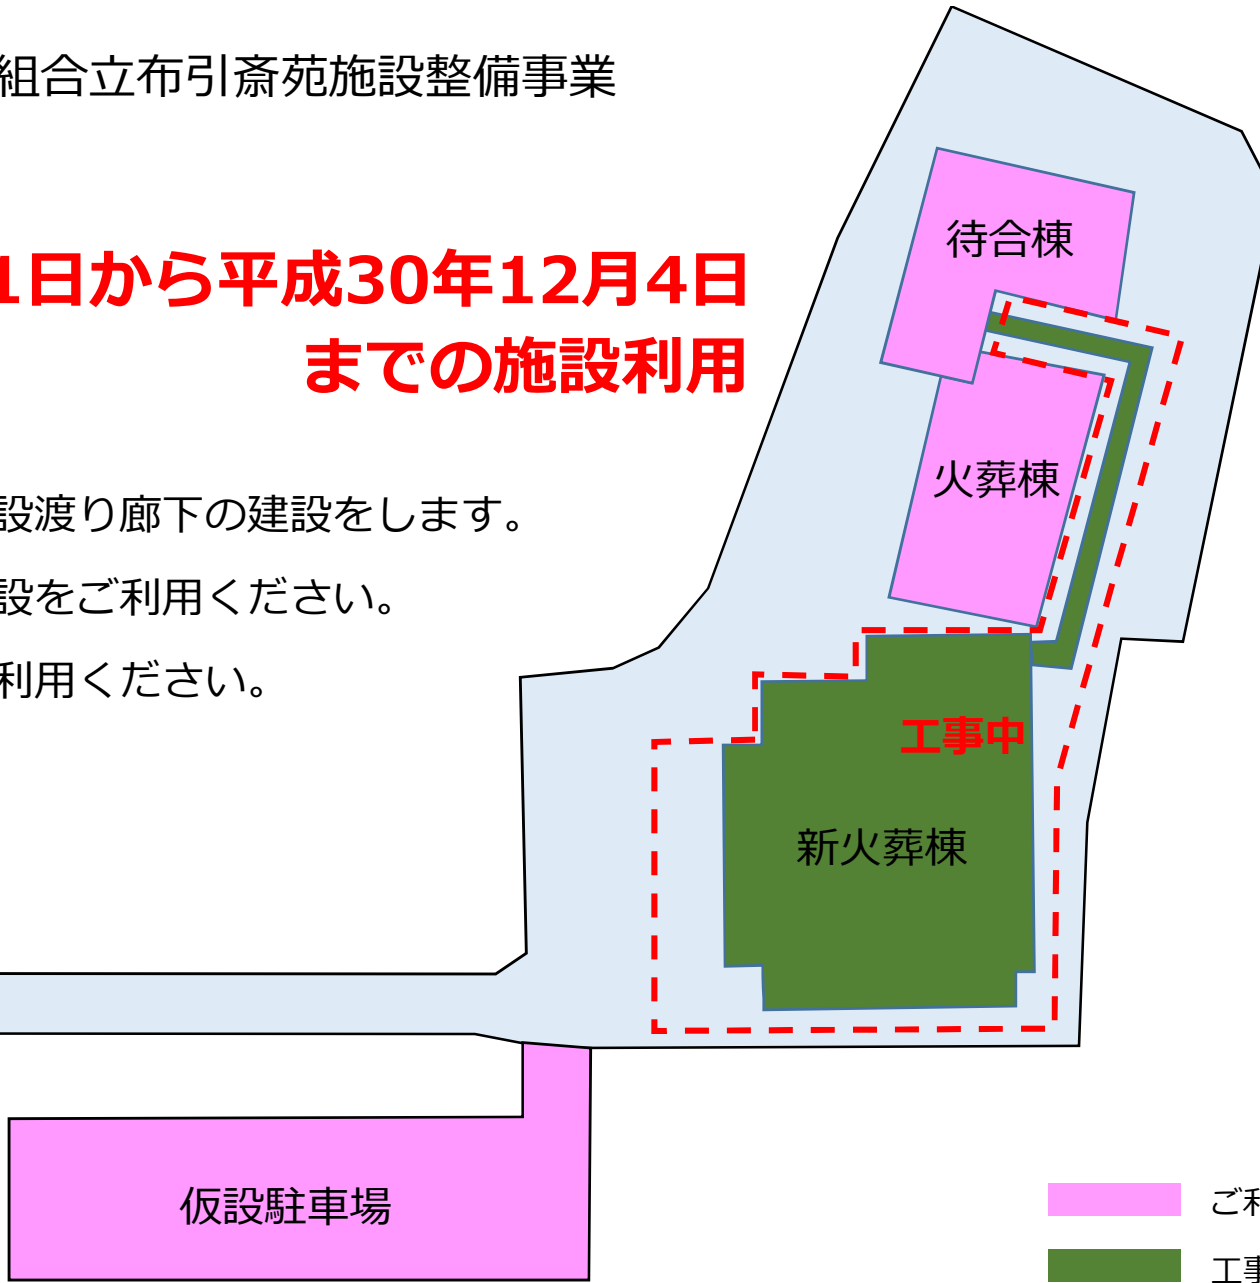 組合立布引斎苑施設整備事業
1日から平成30年12月4日
までの施設利用
設渡り廊下の建設をします。
設をご利用ください。
利用ください。
待合棟
火葬棟
工事中
新火葬棟
仮設駐車場
ご利
工事